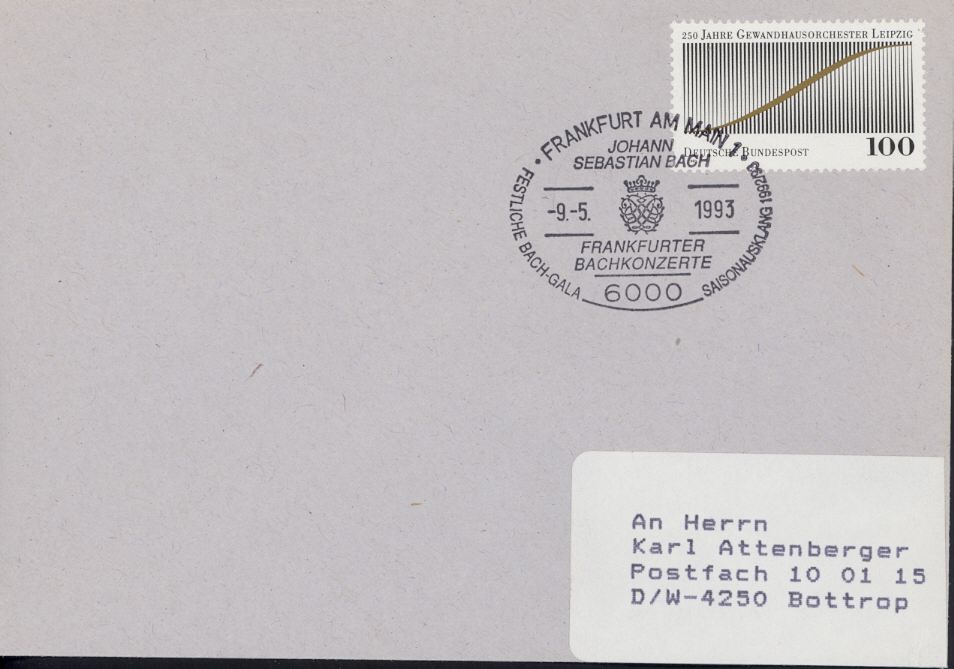 250 JAHRE GEWANDHAUSORCHESTER LEIPZIG
DEUTSCHE BUNDESPOST 100
• FRANKFURT AM MAIN 1 •
JOHANN
SEBASTIAN BACH
-9.-5. 1993
FRANKFURTER
BACHKONZERTE
6000
FESTLICHE BACH-GALA
SAISONAUSKLANG 1992/93
An Herrn
Karl Attenberger
Postfach 10 01 15
D/W-4250 Bottrop